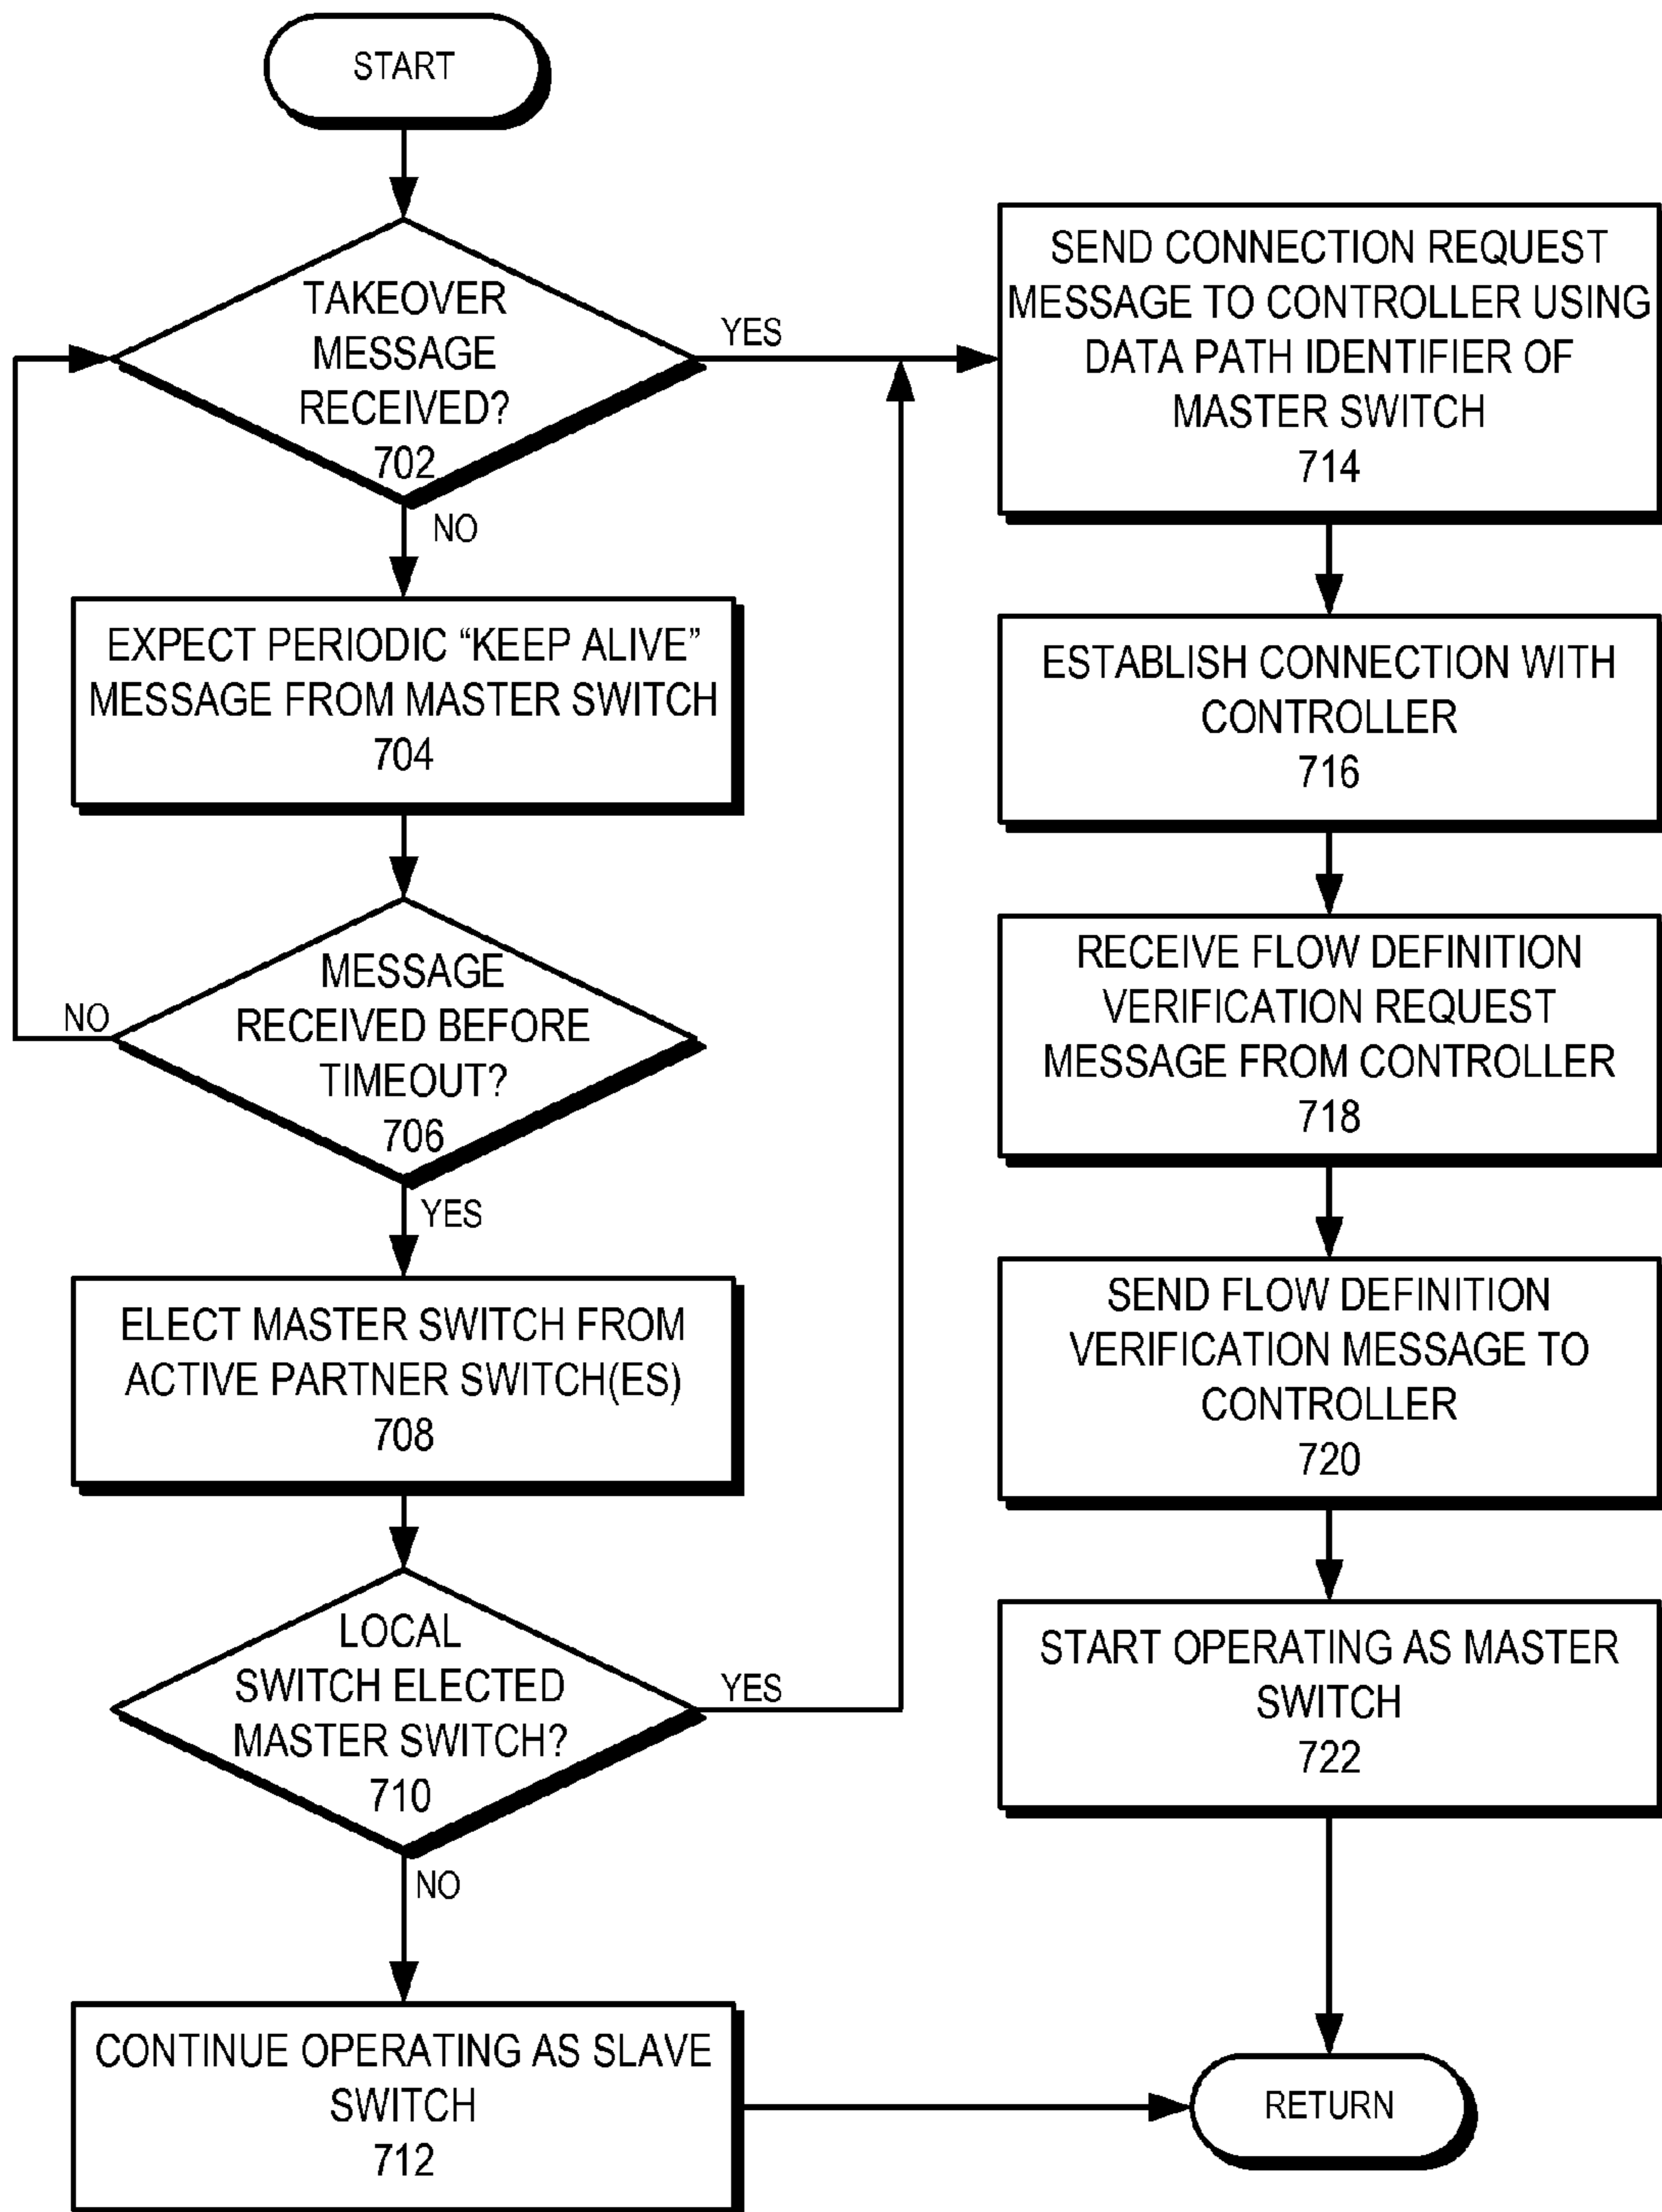 START
TAKEOVER
MESSAGE
RECEIVED?
702
YES
NO
EXPECT PERIODIC “KEEP ALIVE”
MESSAGE FROM MASTER SWITCH
704
MESSAGE
RECEIVED BEFORE
TIMEOUT?
706
NO
YES
ELECT MASTER SWITCH FROM
ACTIVE PARTNER SWITCH(ES)
708
LOCAL
SWITCH ELECTED
MASTER SWITCH?
710
YES
NO
CONTINUE OPERATING AS SLAVE
SWITCH
712
SEND CONNECTION REQUEST
MESSAGE TO CONTROLLER USING
DATA PATH IDENTIFIER OF
MASTER SWITCH
714
ESTABLISH CONNECTION WITH
CONTROLLER
716
RECEIVE FLOW DEFINITION
VERIFICATION REQUEST
MESSAGE FROM CONTROLLER
718
SEND FLOW DEFINITION
VERIFICATION MESSAGE TO
CONTROLLER
720
START OPERATING AS MASTER
SWITCH
722
RETURN